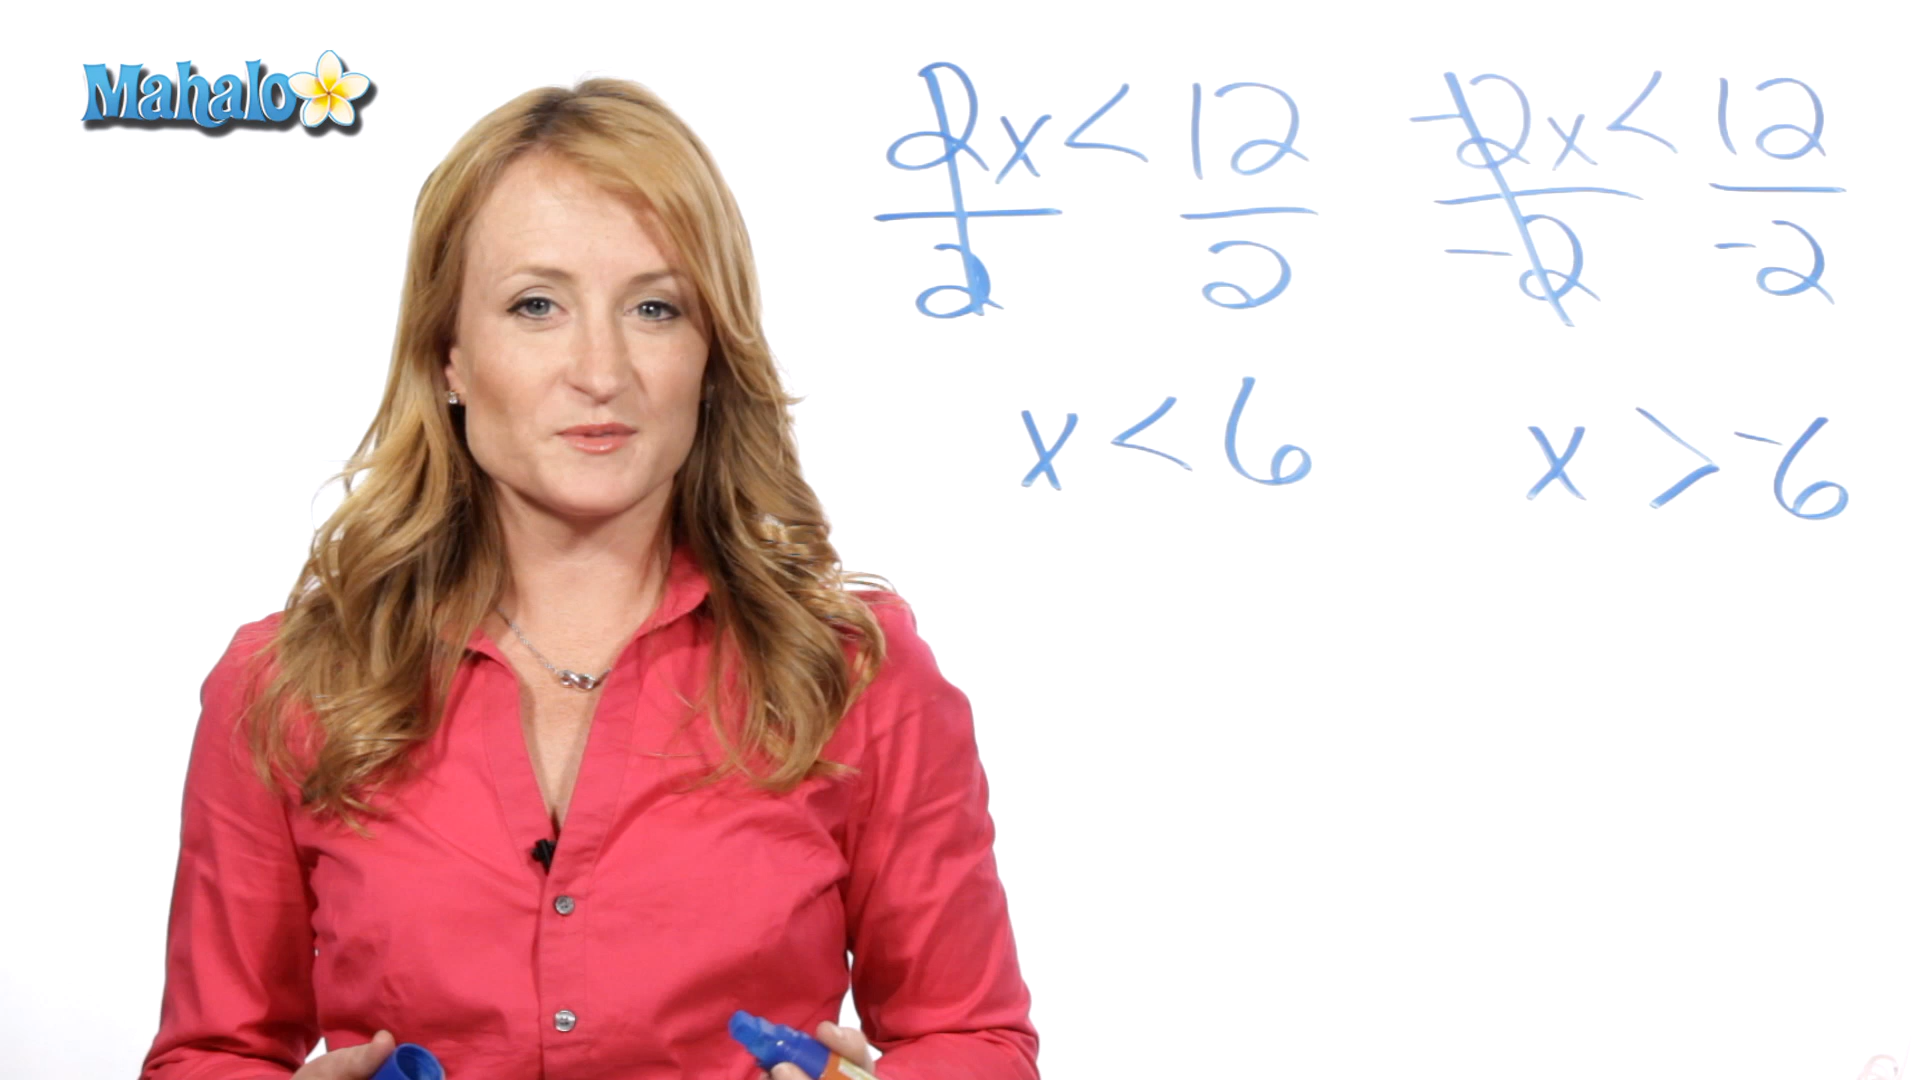 Mahalo
2x < 12 -2x < 12
2 2 -2 -2
x < 6 x > -6